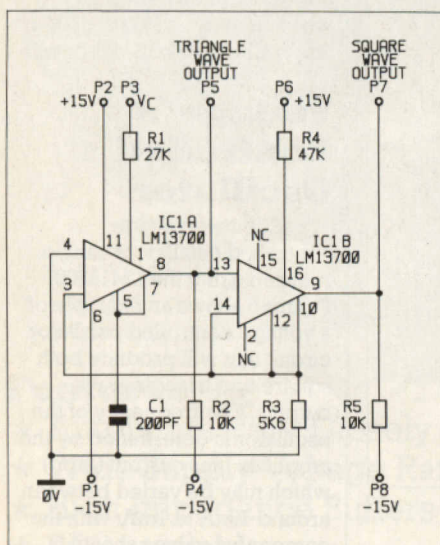 TRIANGLE
WAVE
OUTPUT
SQUARE
WAVE
OUTPUT
P2 P3 P5 P6 P7
+15V VC +15V
R1
27K
R4
47K
IC1A
LM13700
IC1B
LM13700
NC
4 11 1 8 13 15 16 9
3 5 7 14 12 10
6 2
NC
C1
200PF
R2
10K
R3
5K6
R5
10K
0V
P1 P4 P8
-15V -15V -15V